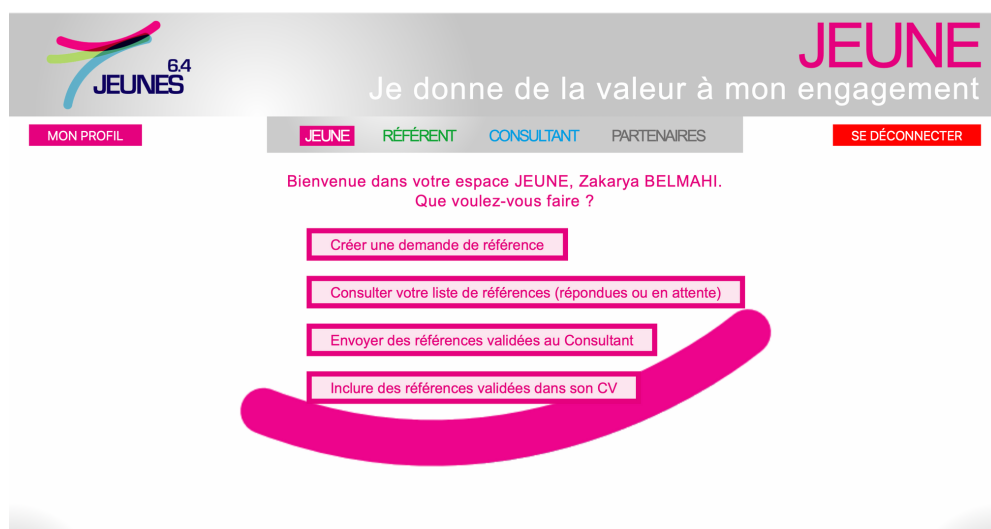 6.4
JEUNES
JEUNE
Je donne de la valeur à mon engagement
MON PROFIL
JEUNE RÉFÉRENT CONSULTANT PARTENAIRES
SE DÉCONNECTER
Bienvenue dans votre espace JEUNE, Zakarya BELMAHI.
Que voulez-vous faire ?
Créer une demande de référence
Consulter votre liste de références (répondues ou en attente)
Envoyer des références validées au Consultant
Inclure des références validées dans son CV